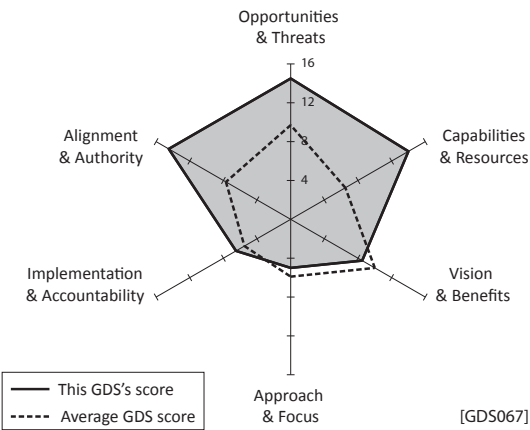 Opportunities
& Threats
16
12
8
4
Alignment
& Authority
Capabilities
& Resources
Implementation
& Accountability
Vision
& Benefits
This GDS's score
Average GDS score
Approach
& Focus
[GDS067]